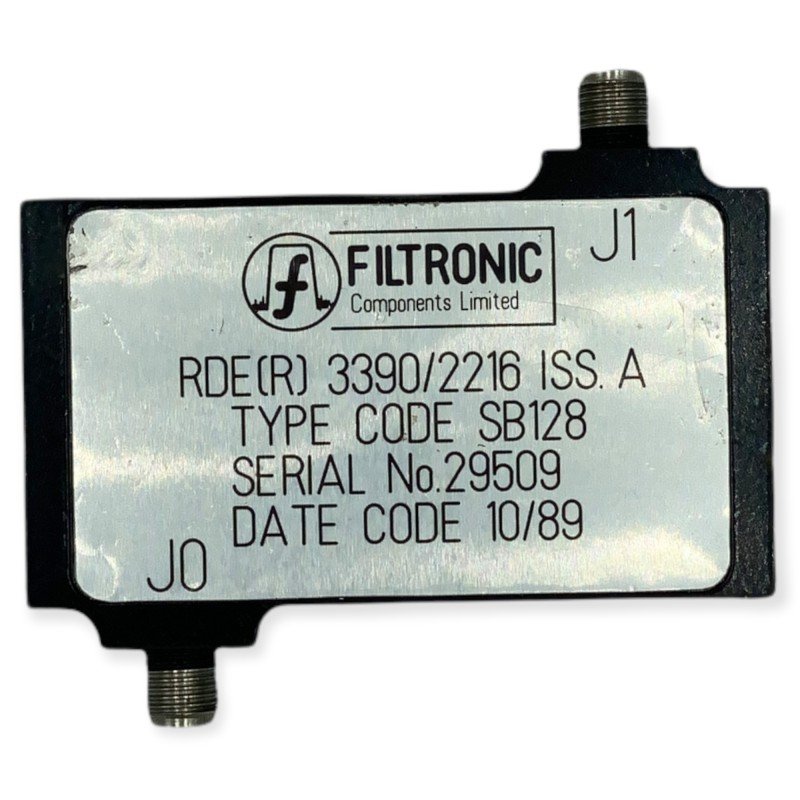 J1
f FILTRONIC
Components Limited
RDE(R) 3390/2216 ISS. A
TYPE CODE SB128
SERIAL No.29509
DATE CODE 10/89
J0